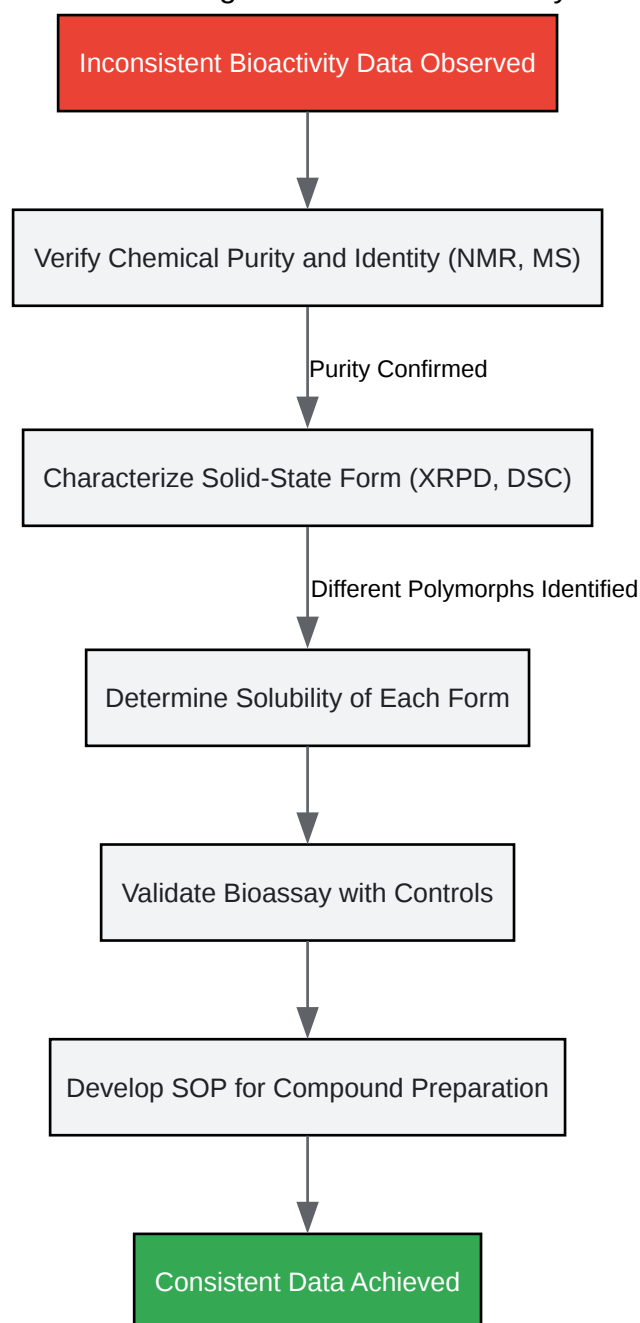 Inconsistent Bioactivity Data Observed
Verify Chemical Purity and Identity (NMR, MS)
Purity Confirmed
Characterize Solid-State Form (XRPD, DSC)
Different Polymorphs Identified
Determine Solubility of Each Form
Validate Bioassay with Controls
Develop SOP for Compound Preparation
Consistent Data Achieved